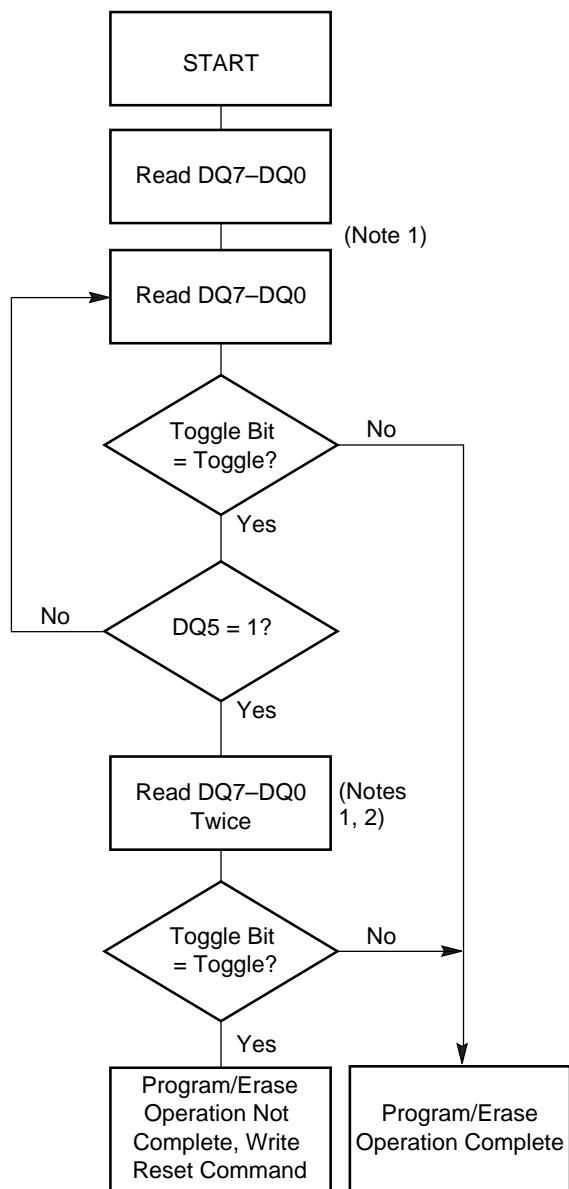 START
Read DQ7–DQ0
(Note 1)
Read DQ7–DQ0
Toggle Bit
= Toggle?
No
Yes
No
DQ5 = 1?
Yes
Read DQ7–DQ0
Twice
(Notes
1, 2)
Toggle Bit
= Toggle?
No
Yes
Program/Erase
Operation Not
Complete, Write
Reset Command
Program/Erase
Operation Complete